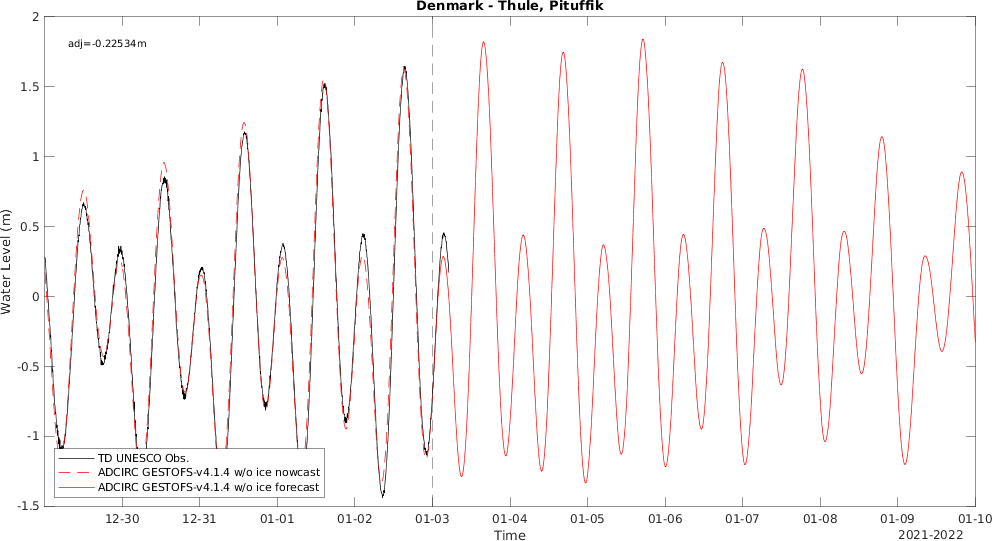 Denmark - Thule, Pituffik
adj=-0.22534m
2
1.5
1
0.5
0
-0.5
-1
-1.5
Water Level (m)
TD UNESCO Obs.
ADCIRC GESTOFS-v4.1.4 w/o ice nowcast
ADCIRC GESTOFS-v4.1.4 w/o ice forecast
12-30 12-31 01-01 01-02 01-03 01-04 01-05 01-06 01-07 01-08 01-09 01-10
Time
2021-2022